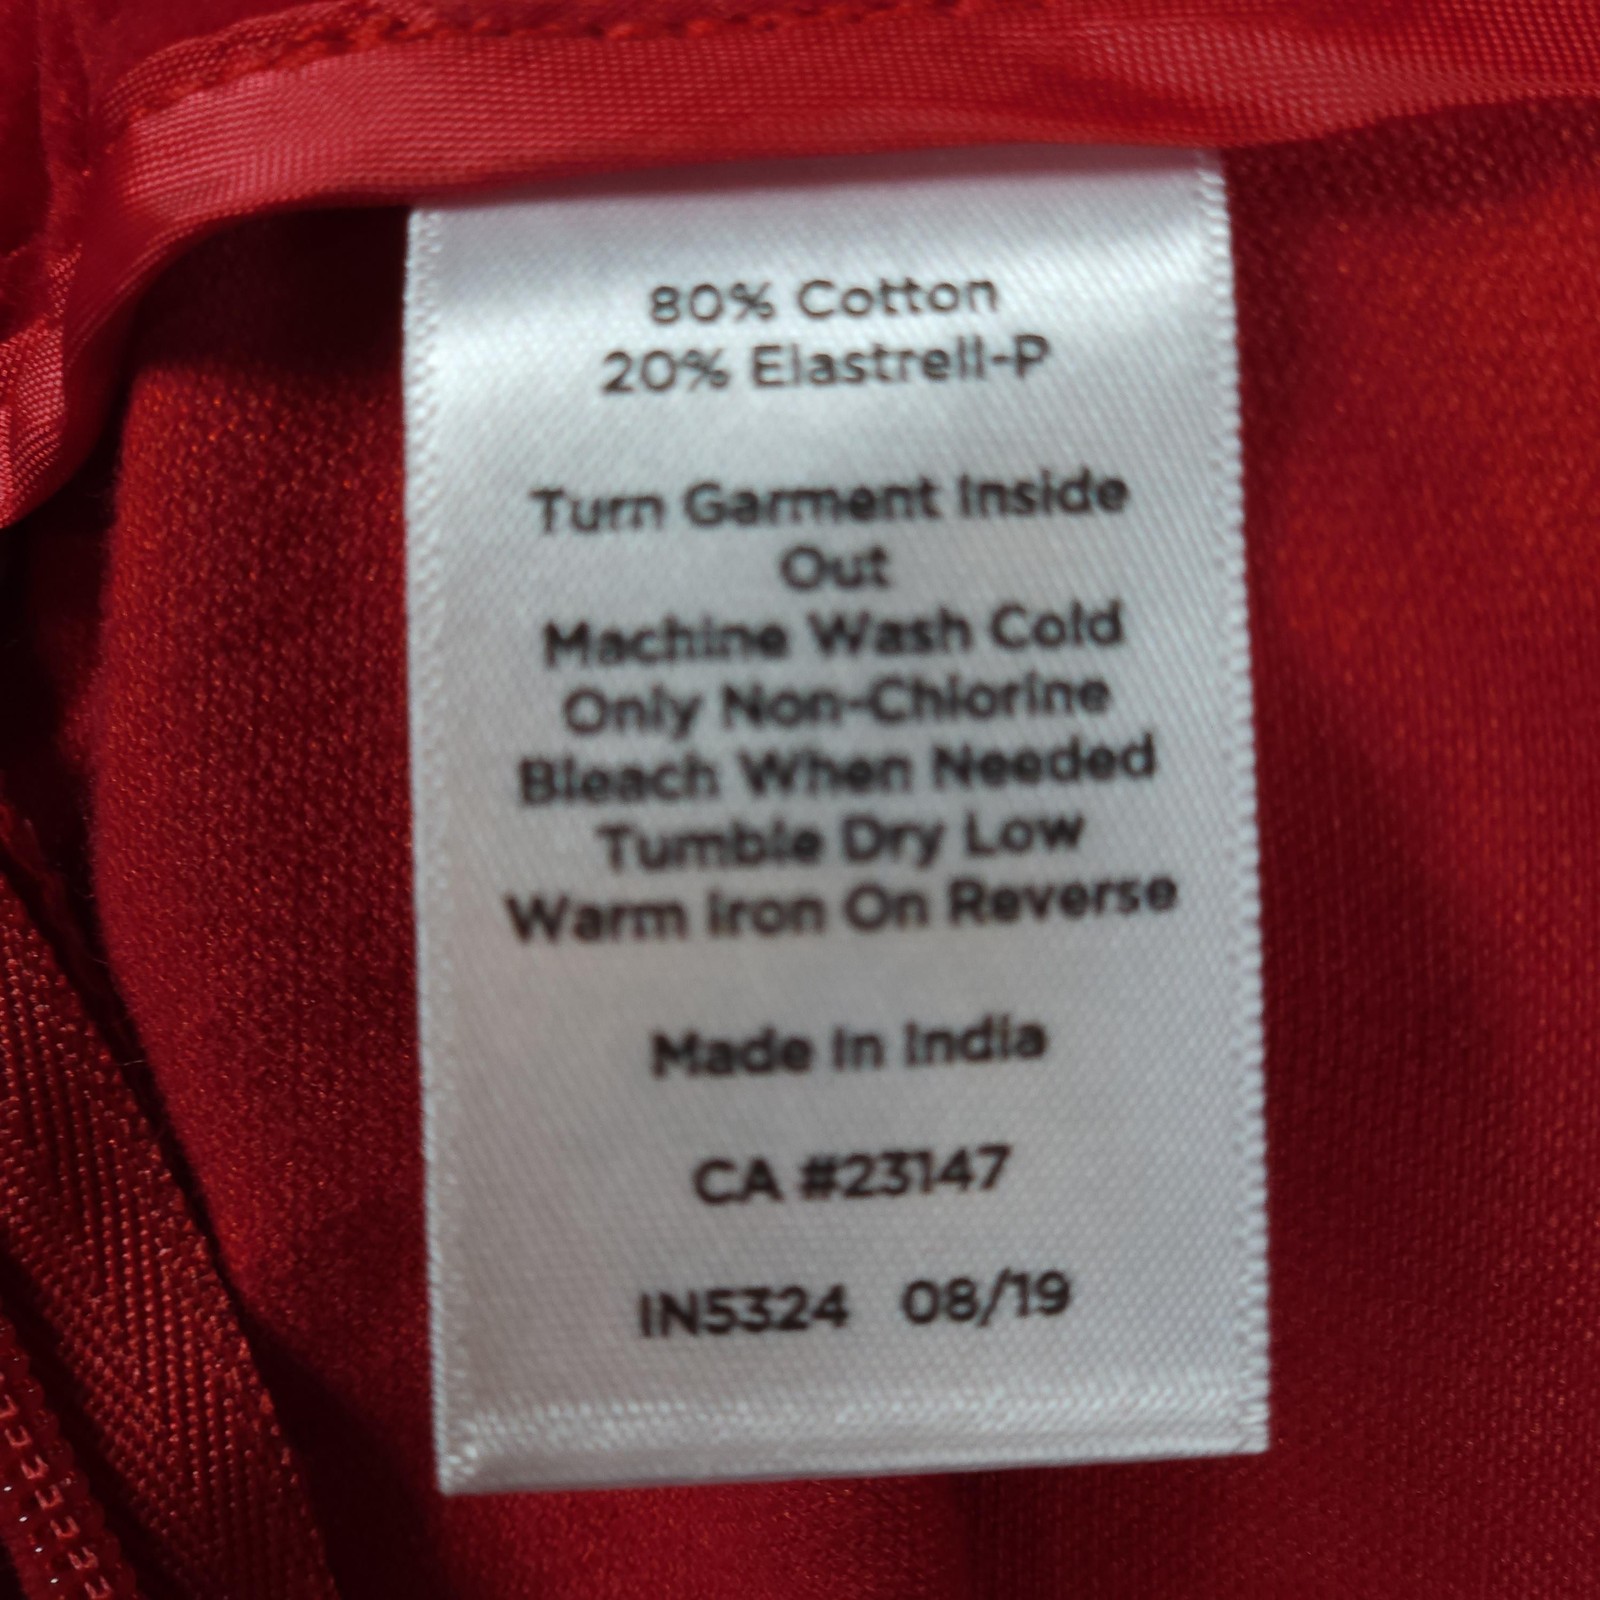 80% Cotton
20% Elastrell-P
Turn Garment Inside
Out
Machine Wash Cold
Only Non-Chlorine
Bleach When Needed
Tumble Dry Low
Warm Iron On Reverse
Made In India
CA #23147
IN5324 08/19